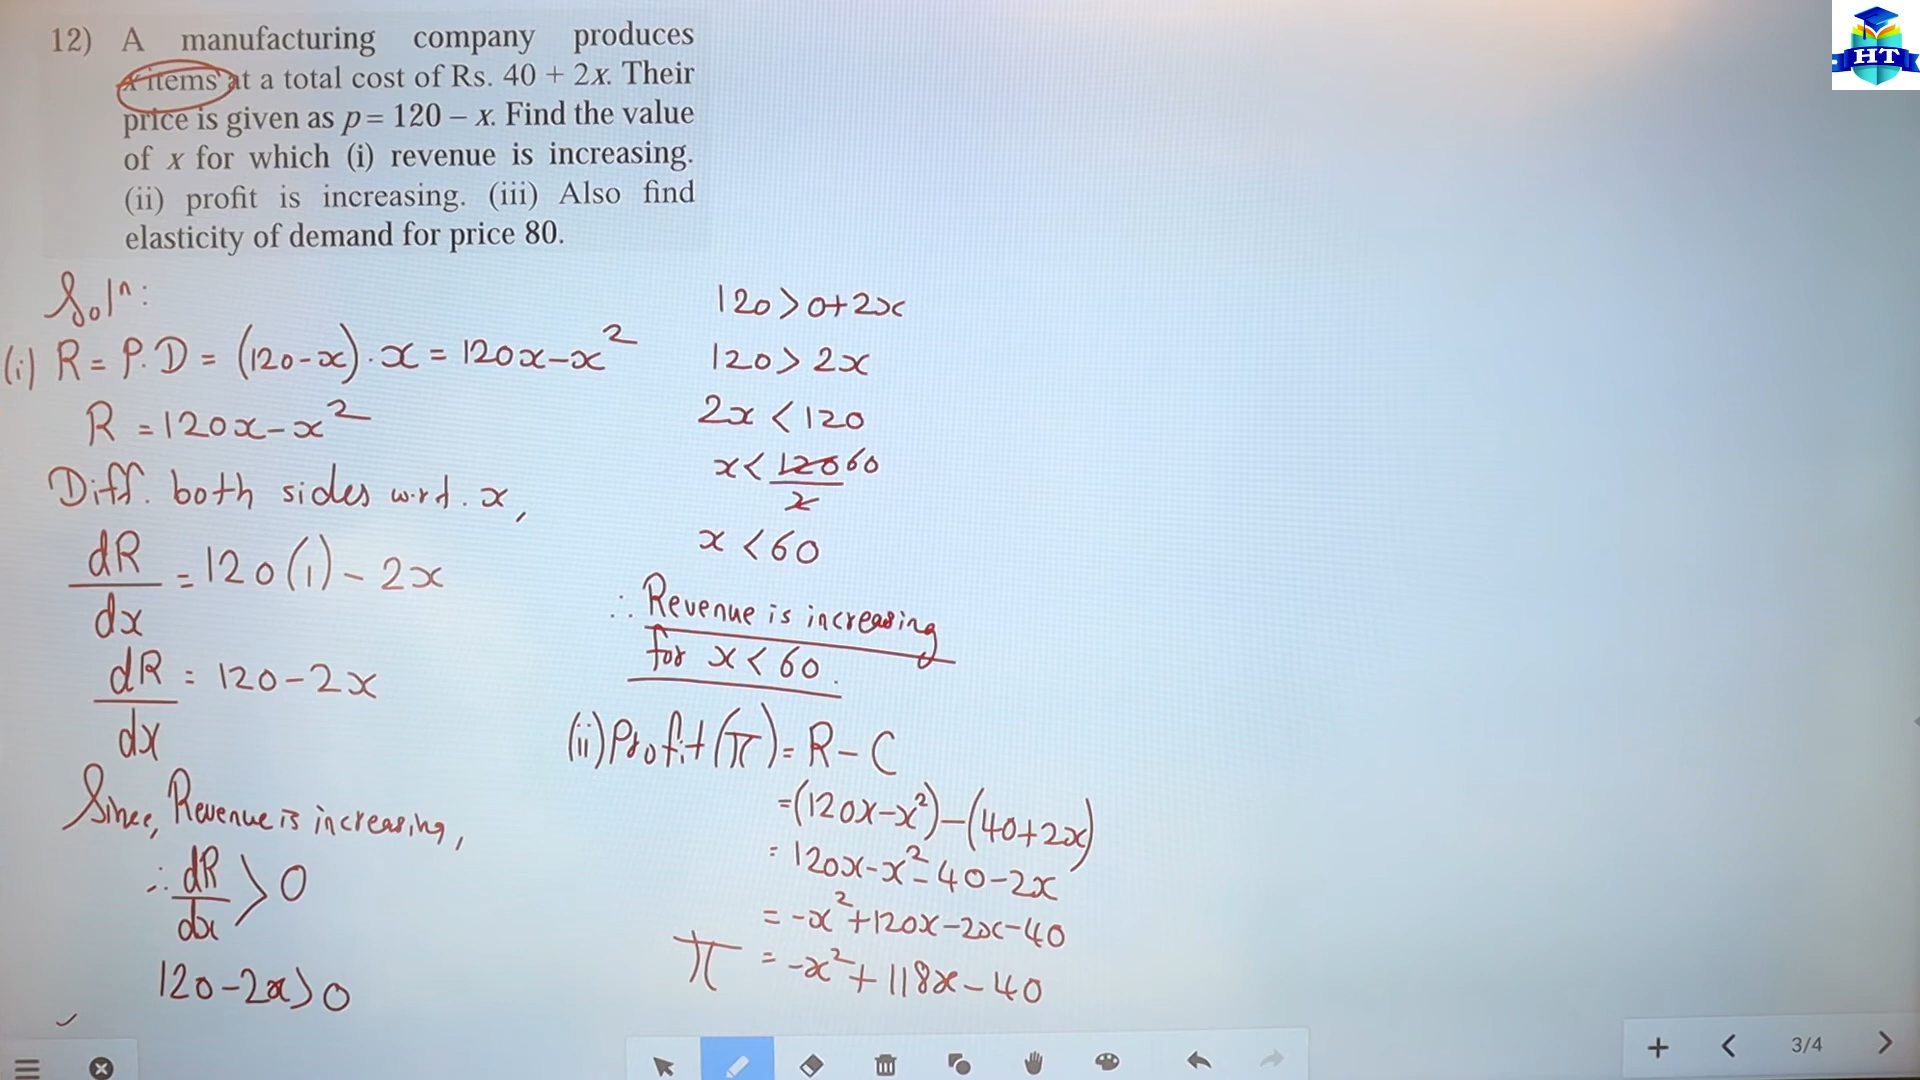 12) A manufacturing company produces
x items at a total cost of Rs. 40 + 2x. Their
price is given as p = 120 – x. Find the value
of x for which (i) revenue is increasing.
(ii) profit is increasing. (iii) Also find
elasticity of demand for price 80.
Solⁿ:
(i) R = P.D = (120-x).x = 120x-x²
R = 120x-x²
Diff. both sides w.r.t. x,
dR/dx = 120(1) - 2x
dR/dx = 120-2x
Since, Revenue is increasing,
∴ dR/dx > 0
120-2x>0
120>0+2x
120>2x
2x<120
x<120/2 60
x<60
∴ Revenue is increasing
for x<60.
(ii) Profit (π) = R-C
=(120x-x²)-(40+2x)
=120x-x²-40-2x
= -x²+120x-2x-40
π = -x²+118x-40
HT
3/4